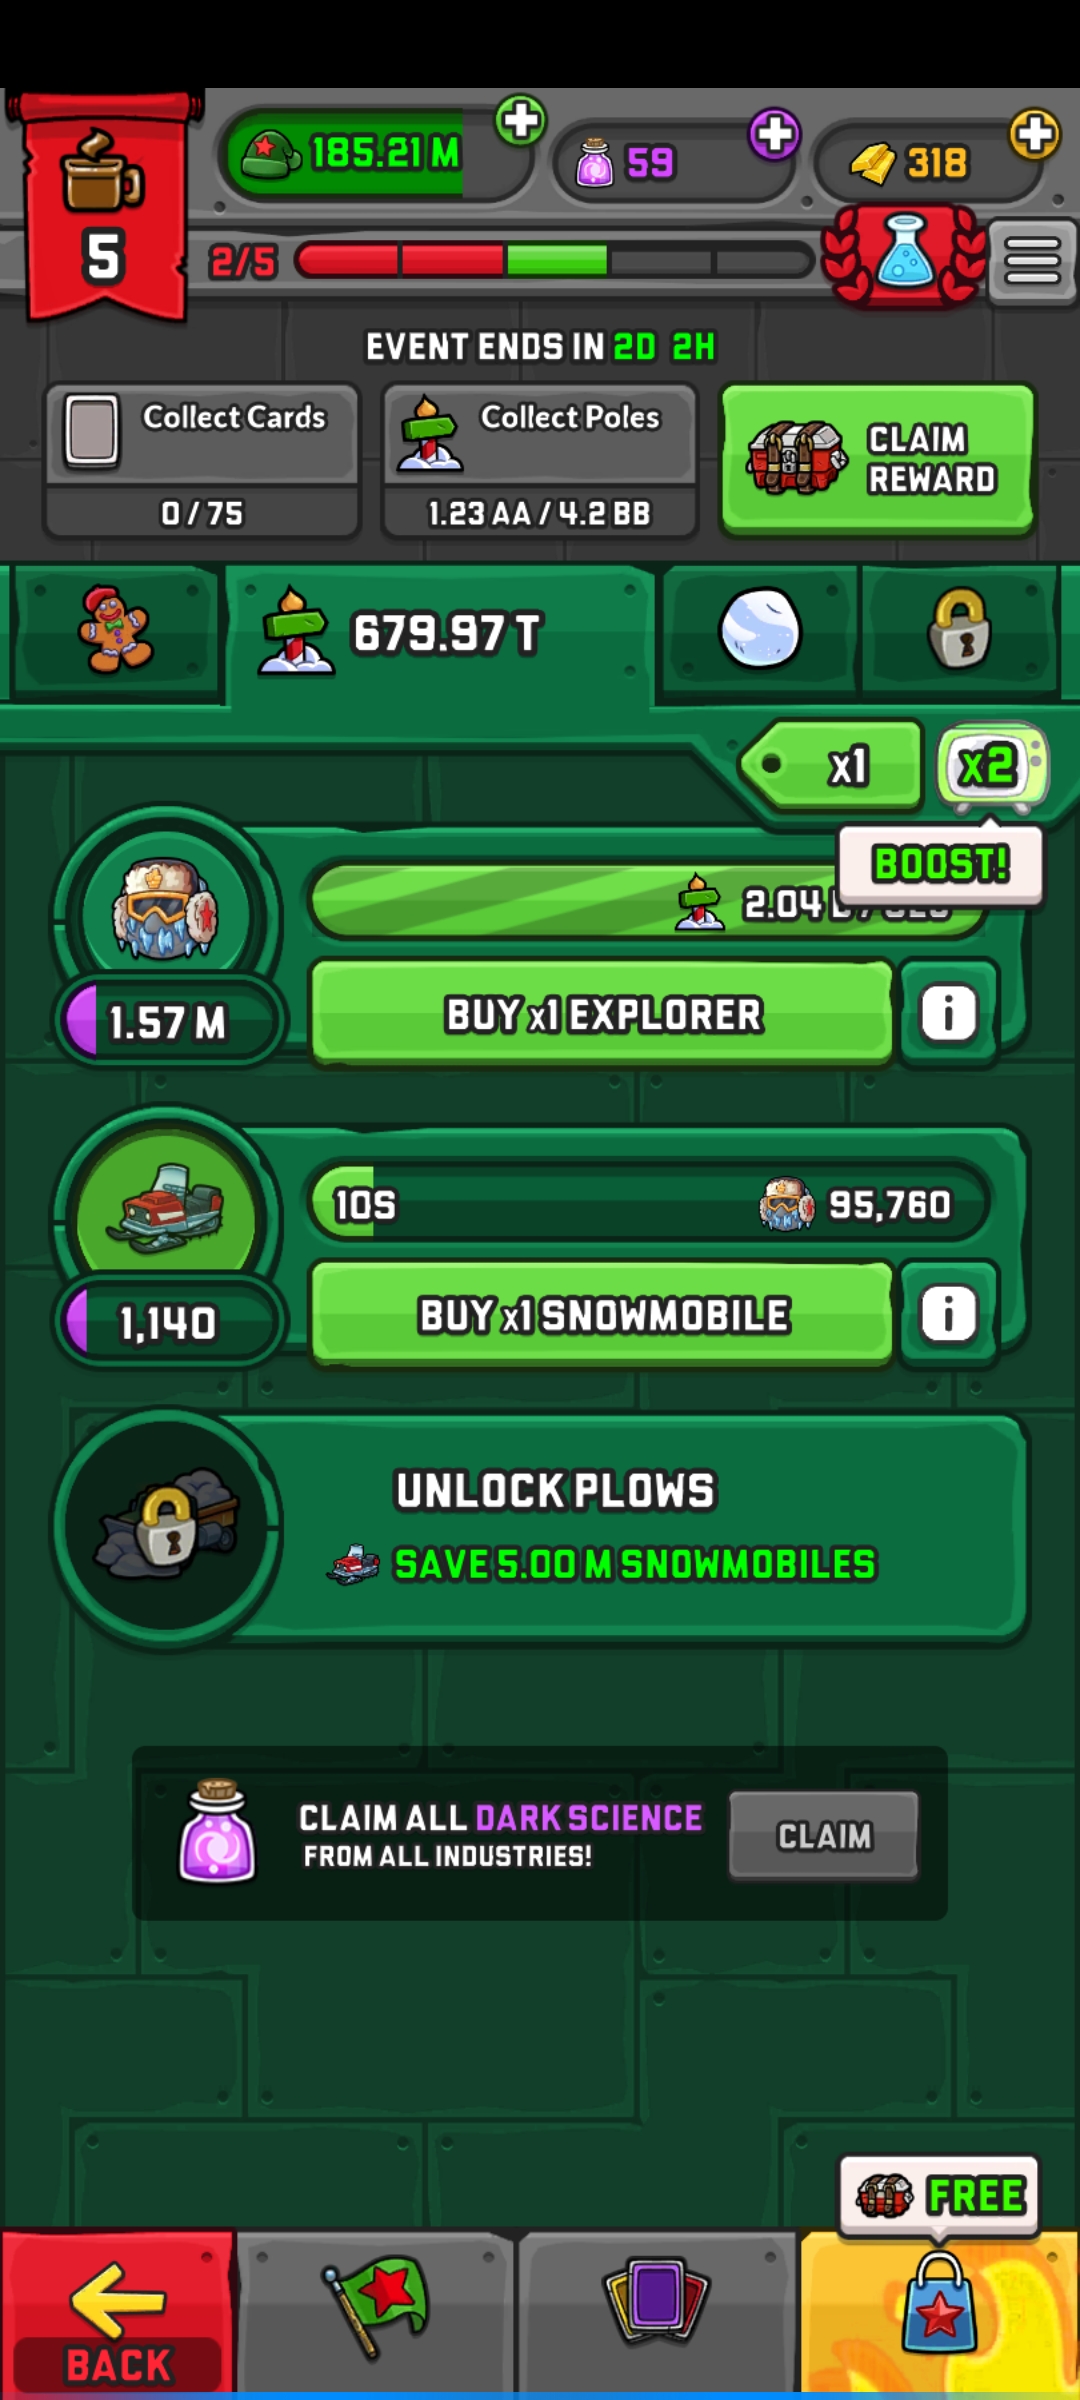 185.21 M
59
318
5
2/5
EVENT ENDS IN 2D 2H
Collect Cards
0 / 75
Collect Poles
1.23 AA / 4.2 BB
CLAIM
REWARD
679.97 T
x1
x2
BOOST!
2.04
1.57 M
BUY x1 EXPLORER
i
10S
95,760
1,140
BUY x1 SNOWMOBILE
i
UNLOCK PLOWS
SAVE 5.00 M SNOWMOBILES
CLAIM ALL DARK SCIENCE
FROM ALL INDUSTRIES!
CLAIM
FREE
BACK